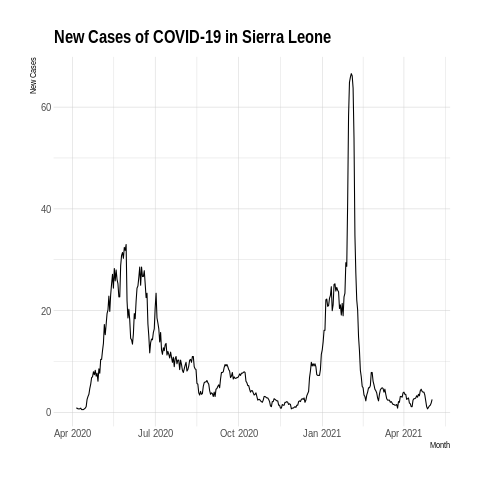 New Cases of COVID-19 in Sierra Leone
New Cases
60
40
20
0
Apr 2020 Jul 2020 Oct 2020 Jan 2021 Apr 2021
Month